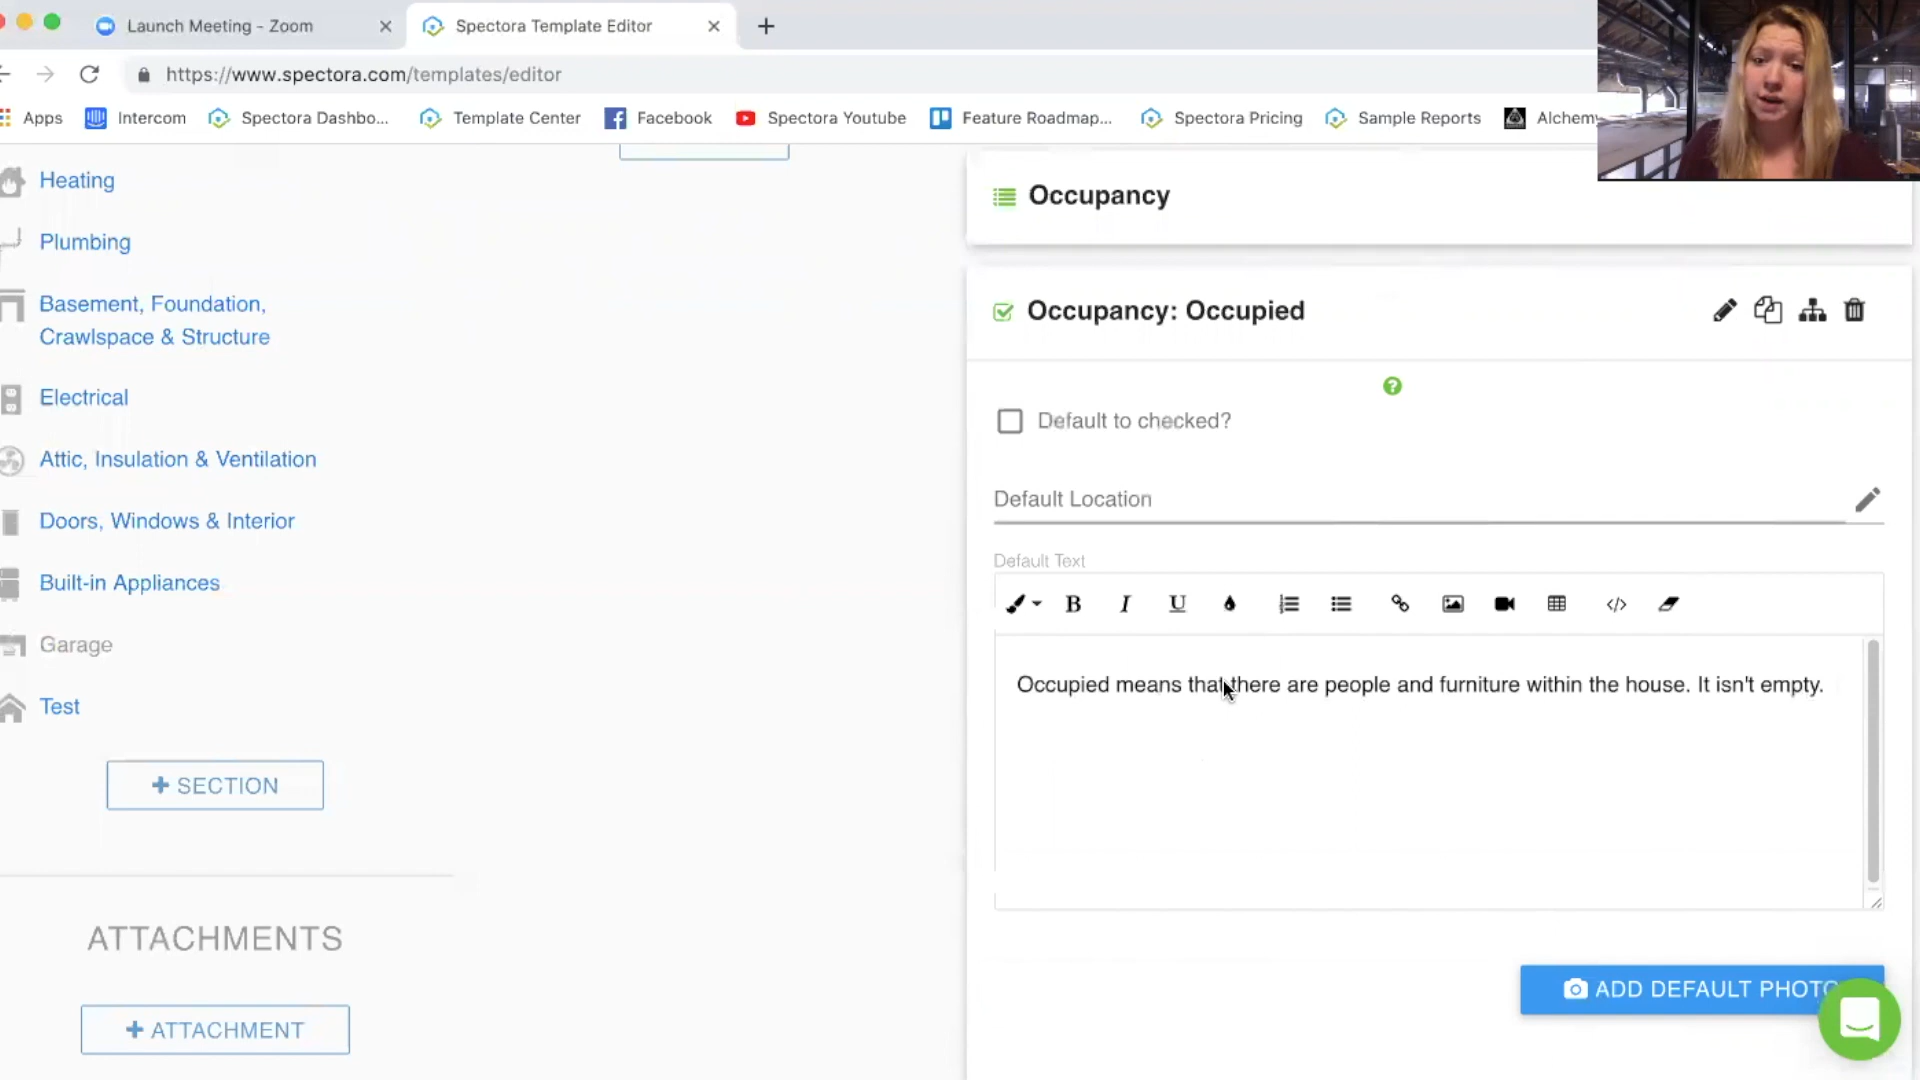 Launch Meeting - Zoom
Spectora Template Editor
https://www.spectora.com/templates/editor
Apps
Intercom
Spectora Dashbo...
Template Center
Facebook
Spectora Youtube
Feature Roadmap...
Spectora Pricing
Sample Reports
Alchemy
Heating
Plumbing
Basement, Foundation,
Crawlspace & Structure
Electrical
Attic, Insulation & Ventilation
Doors, Windows & Interior
Built-in Appliances
Garage
Test
+ SECTION
ATTACHMENTS
+ ATTACHMENT
Occupancy
Occupancy: Occupied
Default to checked?
Default Location
Default Text
B I U
Occupied means that there are people and furniture within the house. It isn't empty.
ADD DEFAULT PHOTO